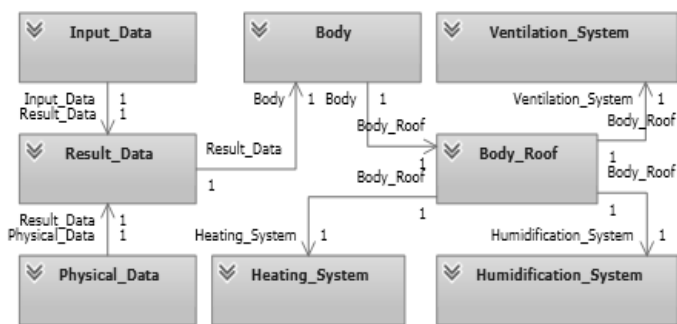 Input_Data
Body
Ventilation_System
Input_Data 1
Result_Data 1
Body 1
Body 1
Body_Roof
1
Ventilation_System 1
Body_Roof
1
Result_Data
Result_Data
1
Body_Roof
Body_Roof
1
Body_Roof
1
Result_Data 1
Physical_Data 1
Heating_System 1
Humidification_System 1
Physical_Data
Heating_System
Humidification_System